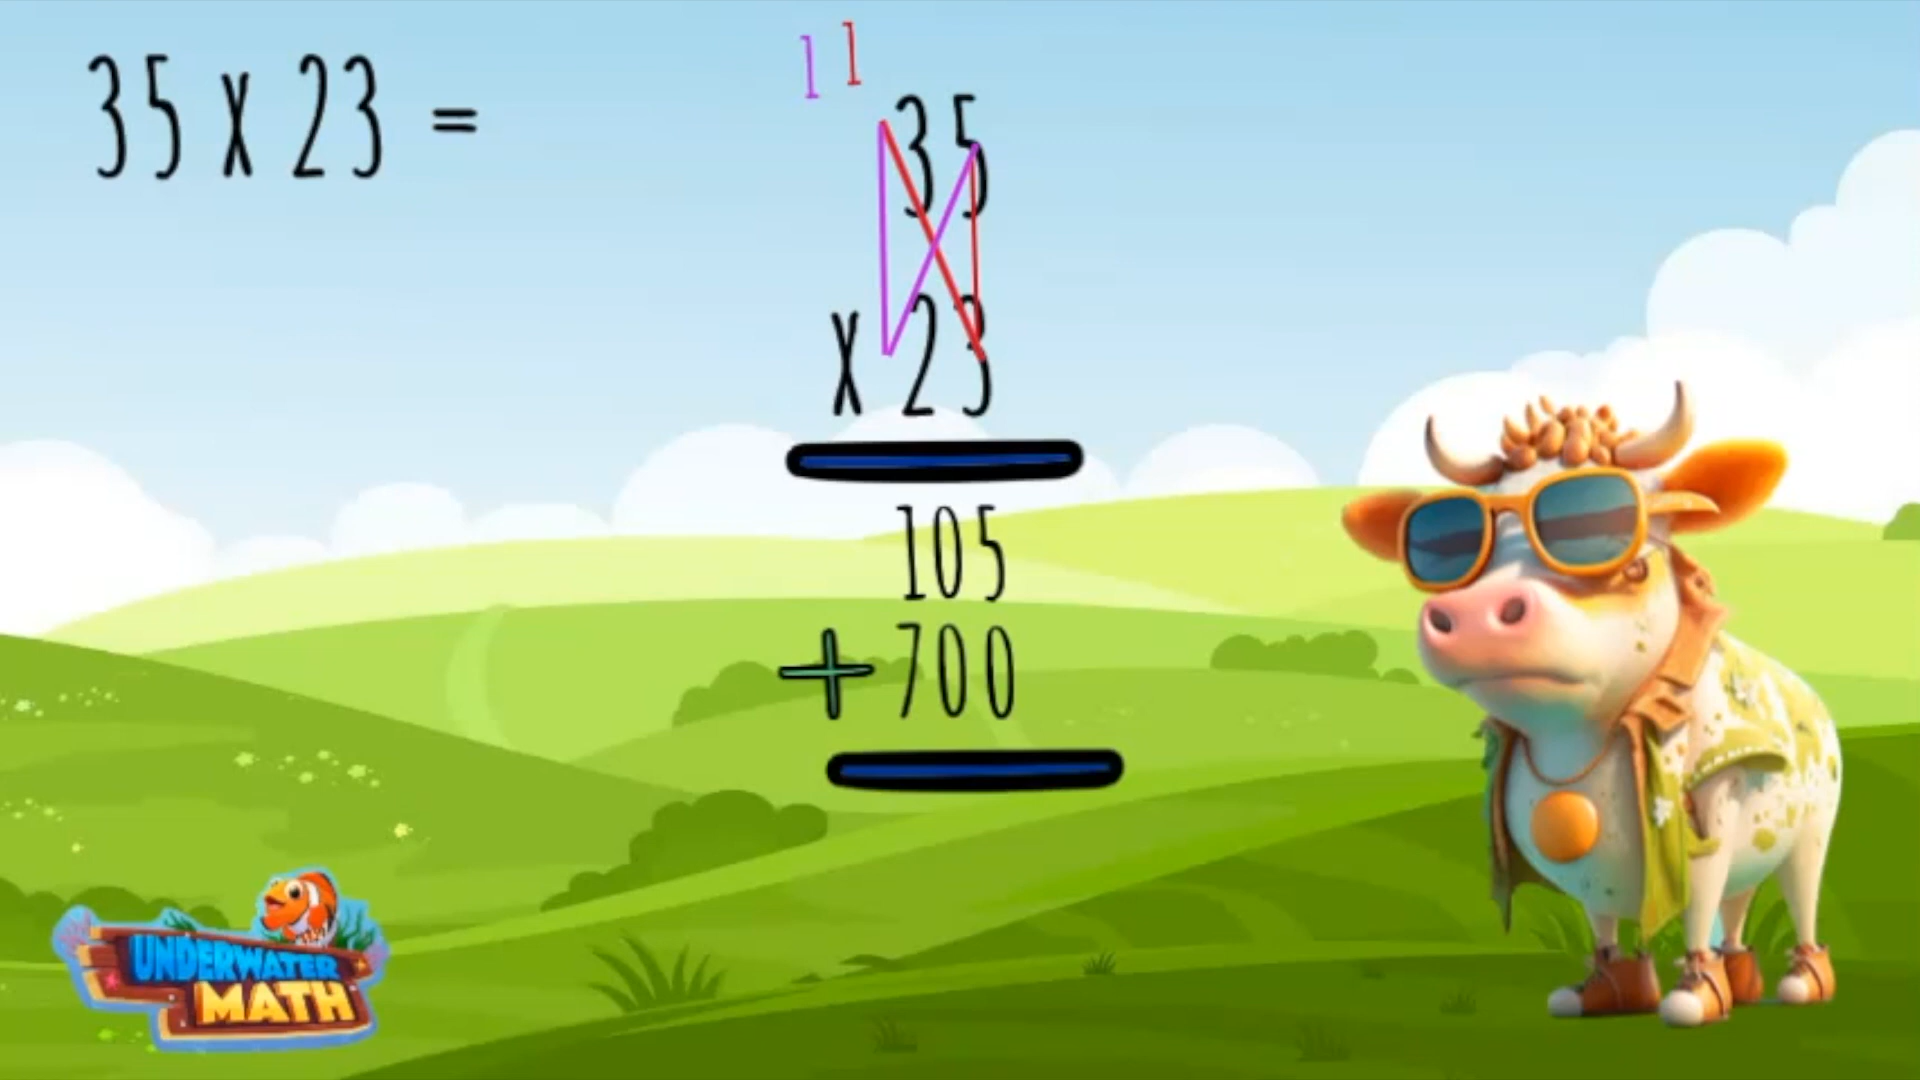 35 x 23 =
1 1
35
x 23
105
+ 700
UNDERWATER
MATH